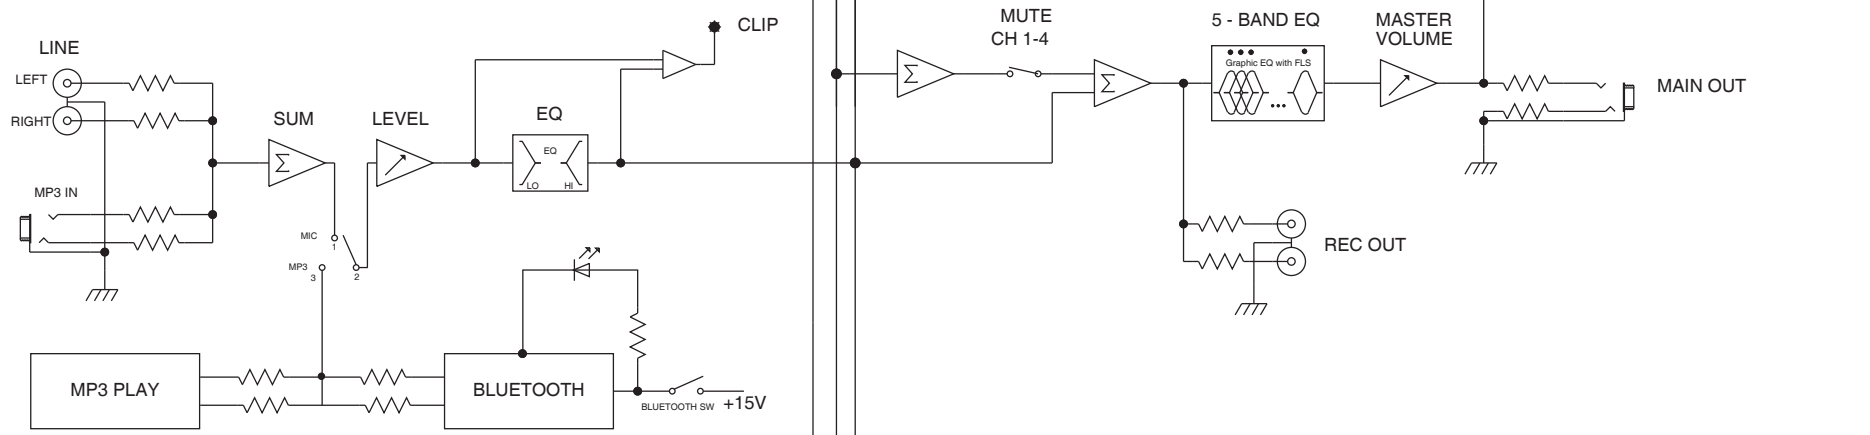 LINE
LEFT
RIGHT
MP3 IN
SUM
LEVEL
EQ
EQ
LO HI
CLIP
MIC
1
MP3
3
2
MP3 PLAY
BLUETOOTH
BLUETOOTH SW
+15V
MUTE
CH 1-4
5 - BAND EQ
Graphic EQ with FLS
MASTER
VOLUME
MAIN OUT
REC OUT